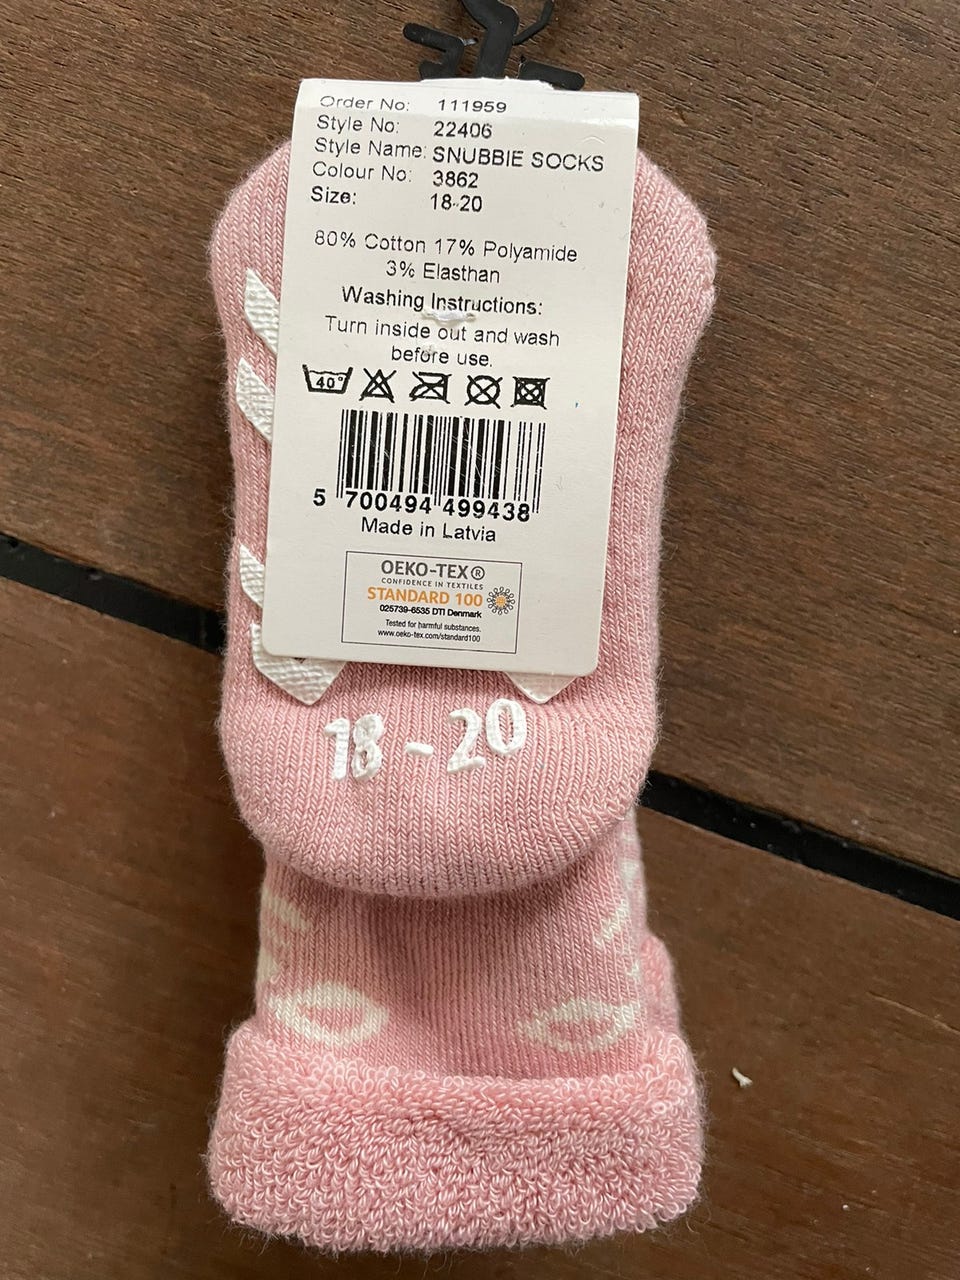 Order No: 111959
Style No: 22406
Style Name: SNUBBIE SOCKS
Colour No: 3862
Size: 18-20
80% Cotton 17% Polyamide
3% Elasthan
Washing Instructions:
Turn inside out and wash
before use.
40°
5 700494 499438
Made in Latvia
OEKO-TEX®
CONFIDENCE IN TEXTILES
STANDARD 100
025739-6535 DTI Denmark
Tested for harmful substances.
www.oeko-tex.com/standard100
18-20